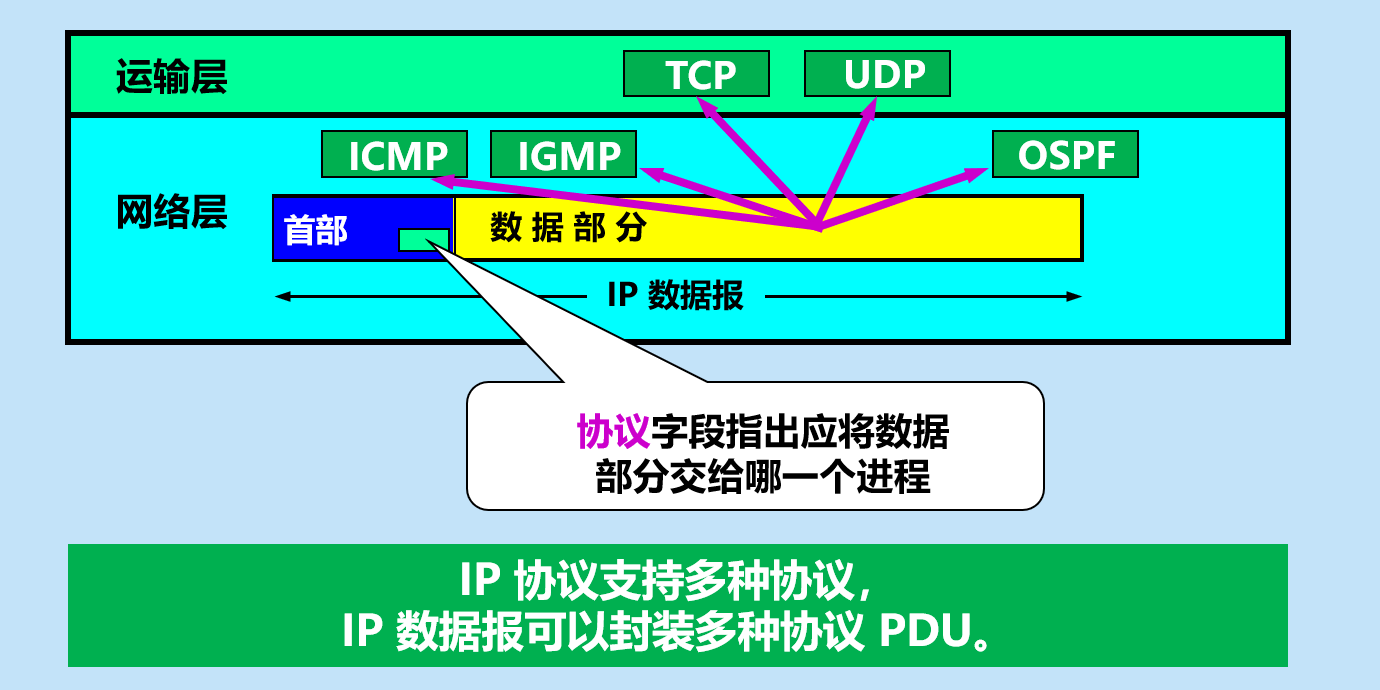 运输层
TCP
UDP
ICMP
IGMP
OSPF
网络层
首部
数 据 部 分
IP 数据报
协议字段指出应将数据
部分交给哪一个进程
IP 协议支持多种协议，
IP 数据报可以封装多种协议 PDU。